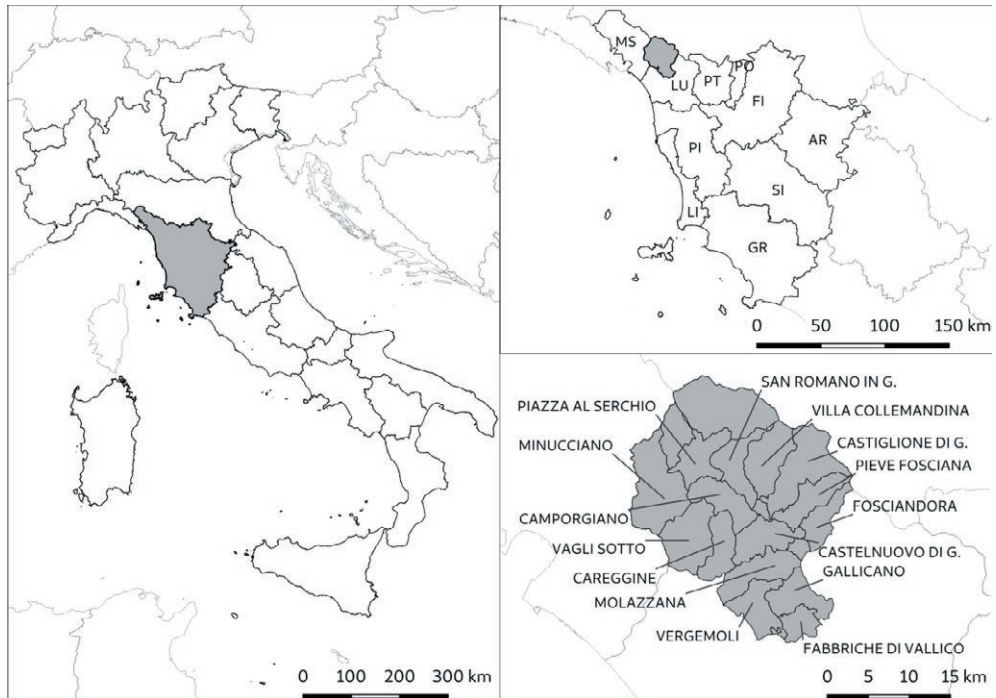 0 100 200 300 km
MS
LU
PT
PO
FI
AR
PI
SI
LI
GR
0 50 100 150 km
SAN ROMANO IN G.
PIAZZA AL SERCHIO
VILLA COLLEMANDINA
MINUCCIANO
CASTIGLIONE DI G.
PIEVE FOSCIANA
CAMPORGIANO
FOSCIANDORA
VAGLI SOTTO
CASTELNUOVO DI G.
CAREGGINE
GALLICANO
MOLAZZANA
VERGEMOLI
FABBRICHE DI VALLICO
0 5 10 15 km